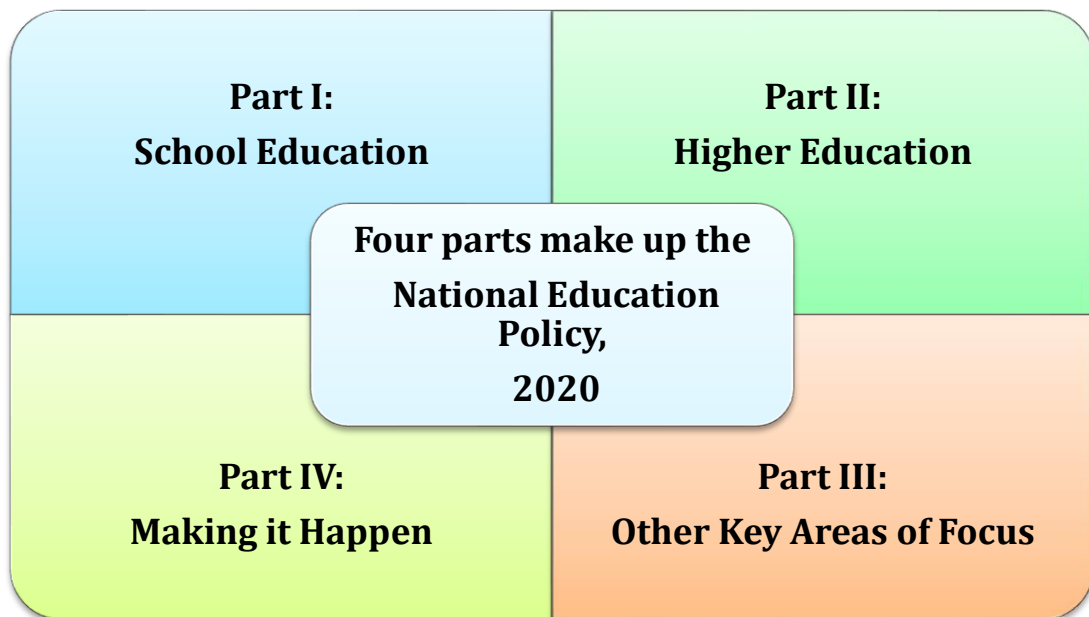 Part I:
School Education
Part II:
Higher Education
Four parts make up the
National Education
Policy,
2020
Part IV:
Making it Happen
Part III:
Other Key Areas of Focus